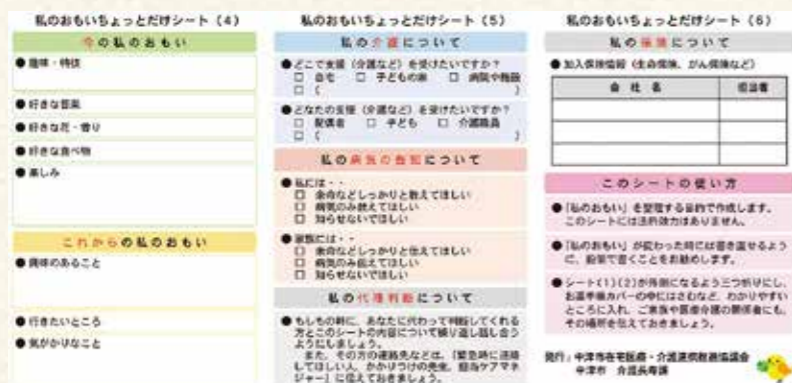 私のおもいちょっとだけシート（4）
今の私のおもい
●趣味・特技
●好きな音楽
●好きな花・香り
●好きな食べ物
●楽しみ
これからの私のおもい
●興味のあること
●行きたいところ
●気がかりなこと
私のおもいちょっとだけシート（5）
私の介護について
●どこで支援（介護など）を受けたいですか？
□ 自宅 □ 子どもの家 □ 病院や施設
□（ ）
●どなたの支援（介護など）を受けたいですか？
□ 配偶者 □ 子ども □ 介護職員
□（ ）
私の病気の告知について
●私には・・
□ 余命などしっかりと教えてほしい
□ 病気のみ教えてほしい
□ 知らせないでほしい
●家族には・・
□ 余命などしっかりと伝えてほしい
□ 病気のみ伝えてほしい
□ 知らせないでほしい
私の代理判断について
●もしもの時に、あなたに代わって判断してくれる
方とこのシートの内容について繰り返し話し合う
ようにしましょう。
また、その方の連絡先などは、「緊急時に連絡
してほしい人、かかりつけの先生、担当ケアマネ
ジャー」に伝えておきましょう。
私のおもいちょっとだけシート（6）
私の保険について
●加入保険情報（生命保険、がん保険など）
会社名 担当者
このシートの使い方
●「私のおもい」を整理する目的で作成します。
このシートには法的効力はありません。
●「私のおもい」が変わった時には書き直せるよう
に、鉛筆で書くことをお勧めします。
●シート(1)(2)が外側になるよう三つ折りにし、
お薬手帳カバーの中にはさむなど、わかりやすい
ところに入れ、ご家族や医療介護の関係者にも、
その場所を伝えておきましょう。
発行：中津市在宅医療・介護連携推進協議会
中津市 介護長寿課